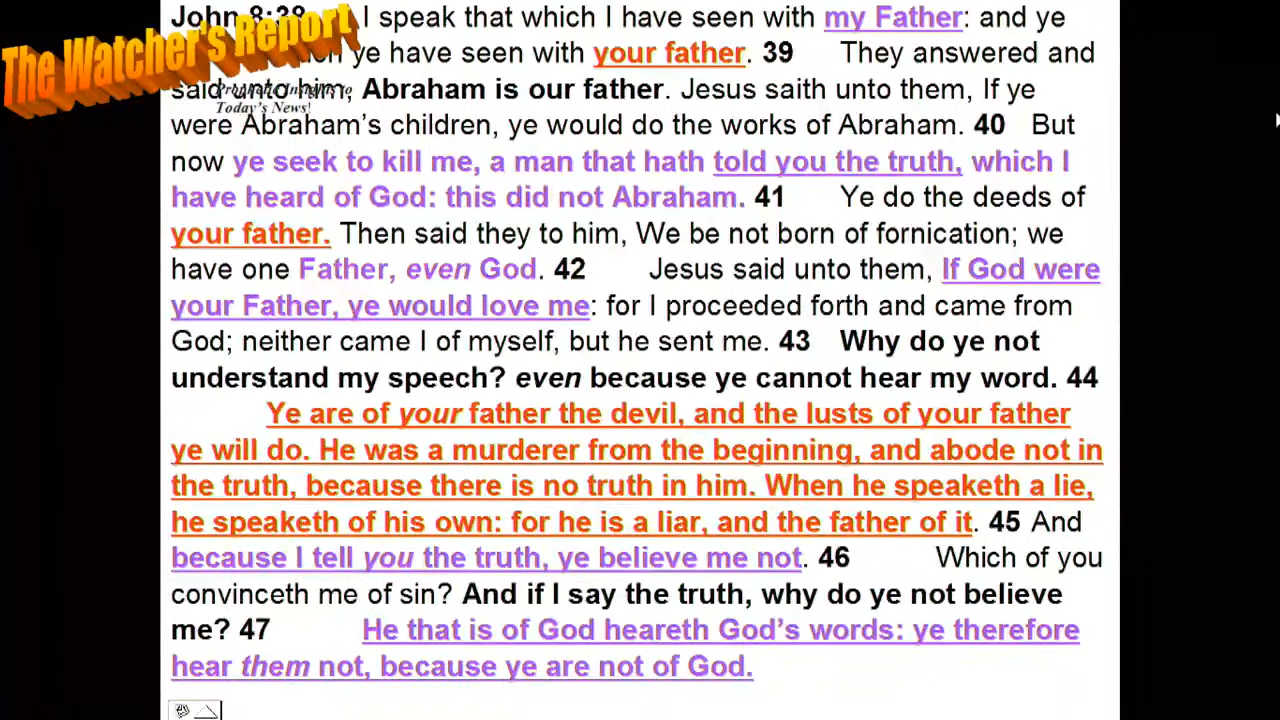 The Watcher's Report
Prophetic Insights to
Today's News!
John 8:38 I speak that which I have seen with my Father: and ye
ye have seen with your father. 39 They answered and
said unto him, Abraham is our father. Jesus saith unto them, If ye
were Abraham's children, ye would do the works of Abraham. 40 But
now ye seek to kill me, a man that hath told you the truth, which I
have heard of God: this did not Abraham. 41 Ye do the deeds of
your father. Then said they to him, We be not born of fornication; we
have one Father, even God. 42 Jesus said unto them, If God were
your Father, ye would love me: for I proceeded forth and came from
God; neither came I of myself, but he sent me. 43 Why do ye not
understand my speech? even because ye cannot hear my word. 44
Ye are of your father the devil, and the lusts of your father
ye will do. He was a murderer from the beginning, and abode not in
the truth, because there is no truth in him. When he speaketh a lie,
he speaketh of his own: for he is a liar, and the father of it. 45 And
because I tell you the truth, ye believe me not. 46 Which of you
convinceth me of sin? And if I say the truth, why do ye not believe
me? 47 He that is of God heareth God's words: ye therefore
hear them not, because ye are not of God.